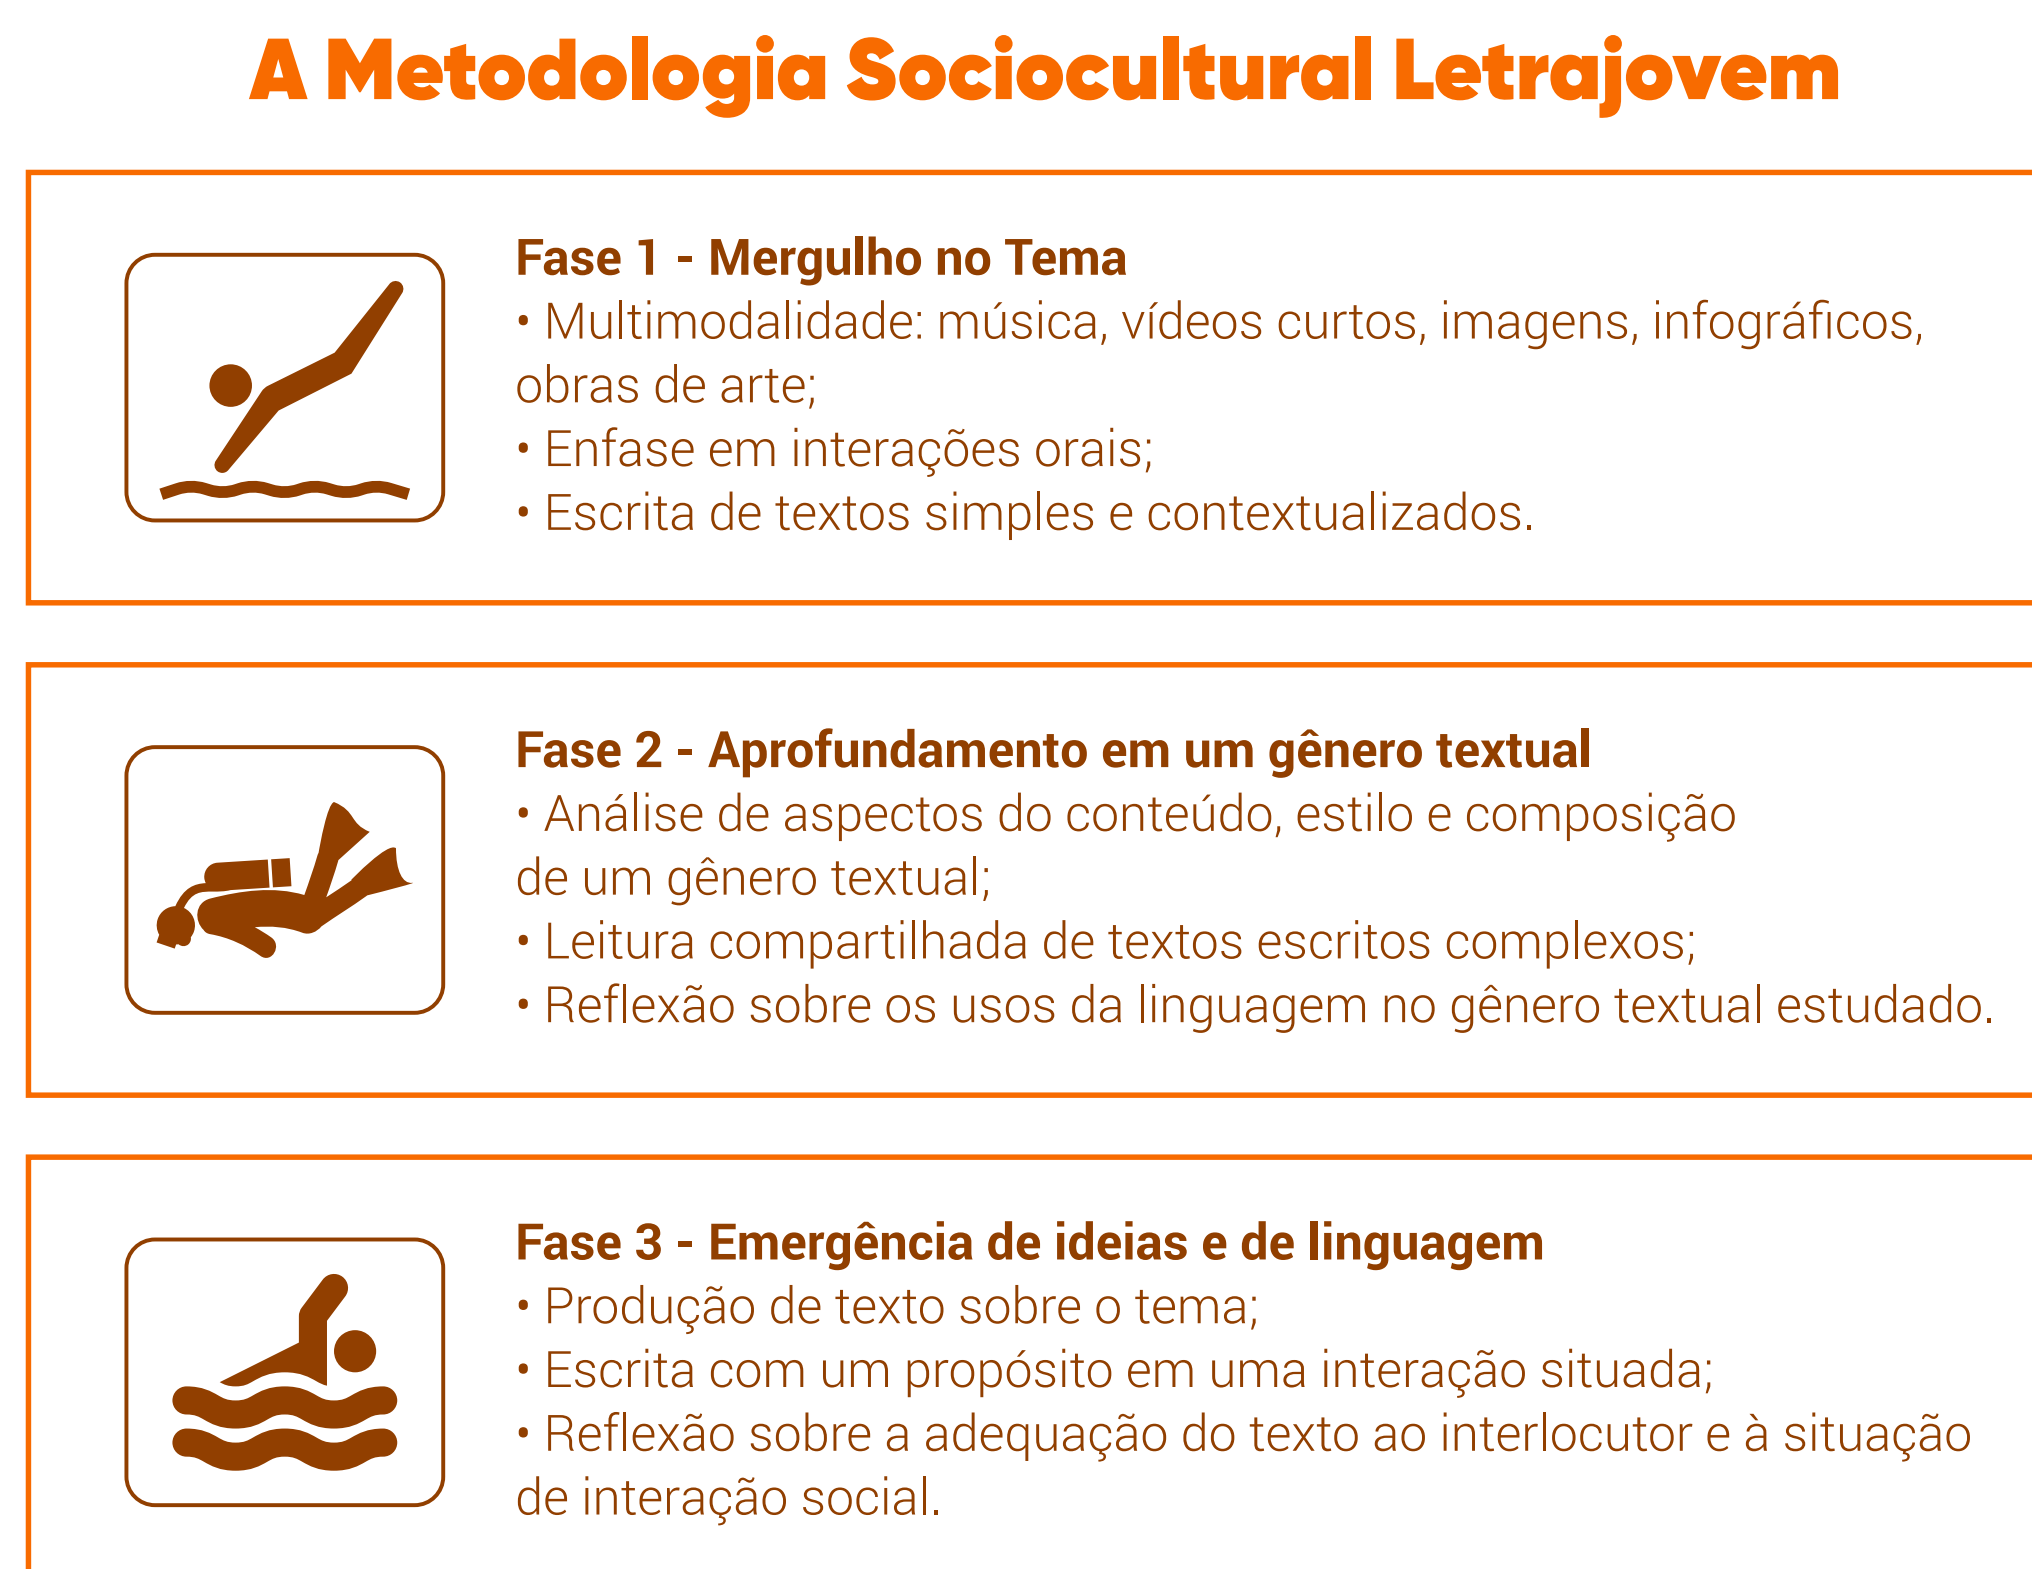 A Metodologia Sociocultural Letrajovem
Fase 1 - Mergulho no Tema
• Multimodalidade: música, vídeos curtos, imagens, infográficos,
obras de arte;
• Enfase em interações orais;
• Escrita de textos simples e contextualizados.
Fase 2 - Aprofundamento em um gênero textual
• Análise de aspectos do conteúdo, estilo e composição
de um gênero textual;
• Leitura compartilhada de textos escritos complexos;
• Reflexão sobre os usos da linguagem no gênero textual estudado.
Fase 3 - Emergência de ideias e de linguagem
• Produção de texto sobre o tema;
• Escrita com um propósito em uma interação situada;
• Reflexão sobre a adequação do texto ao interlocutor e à situação
de interação social.